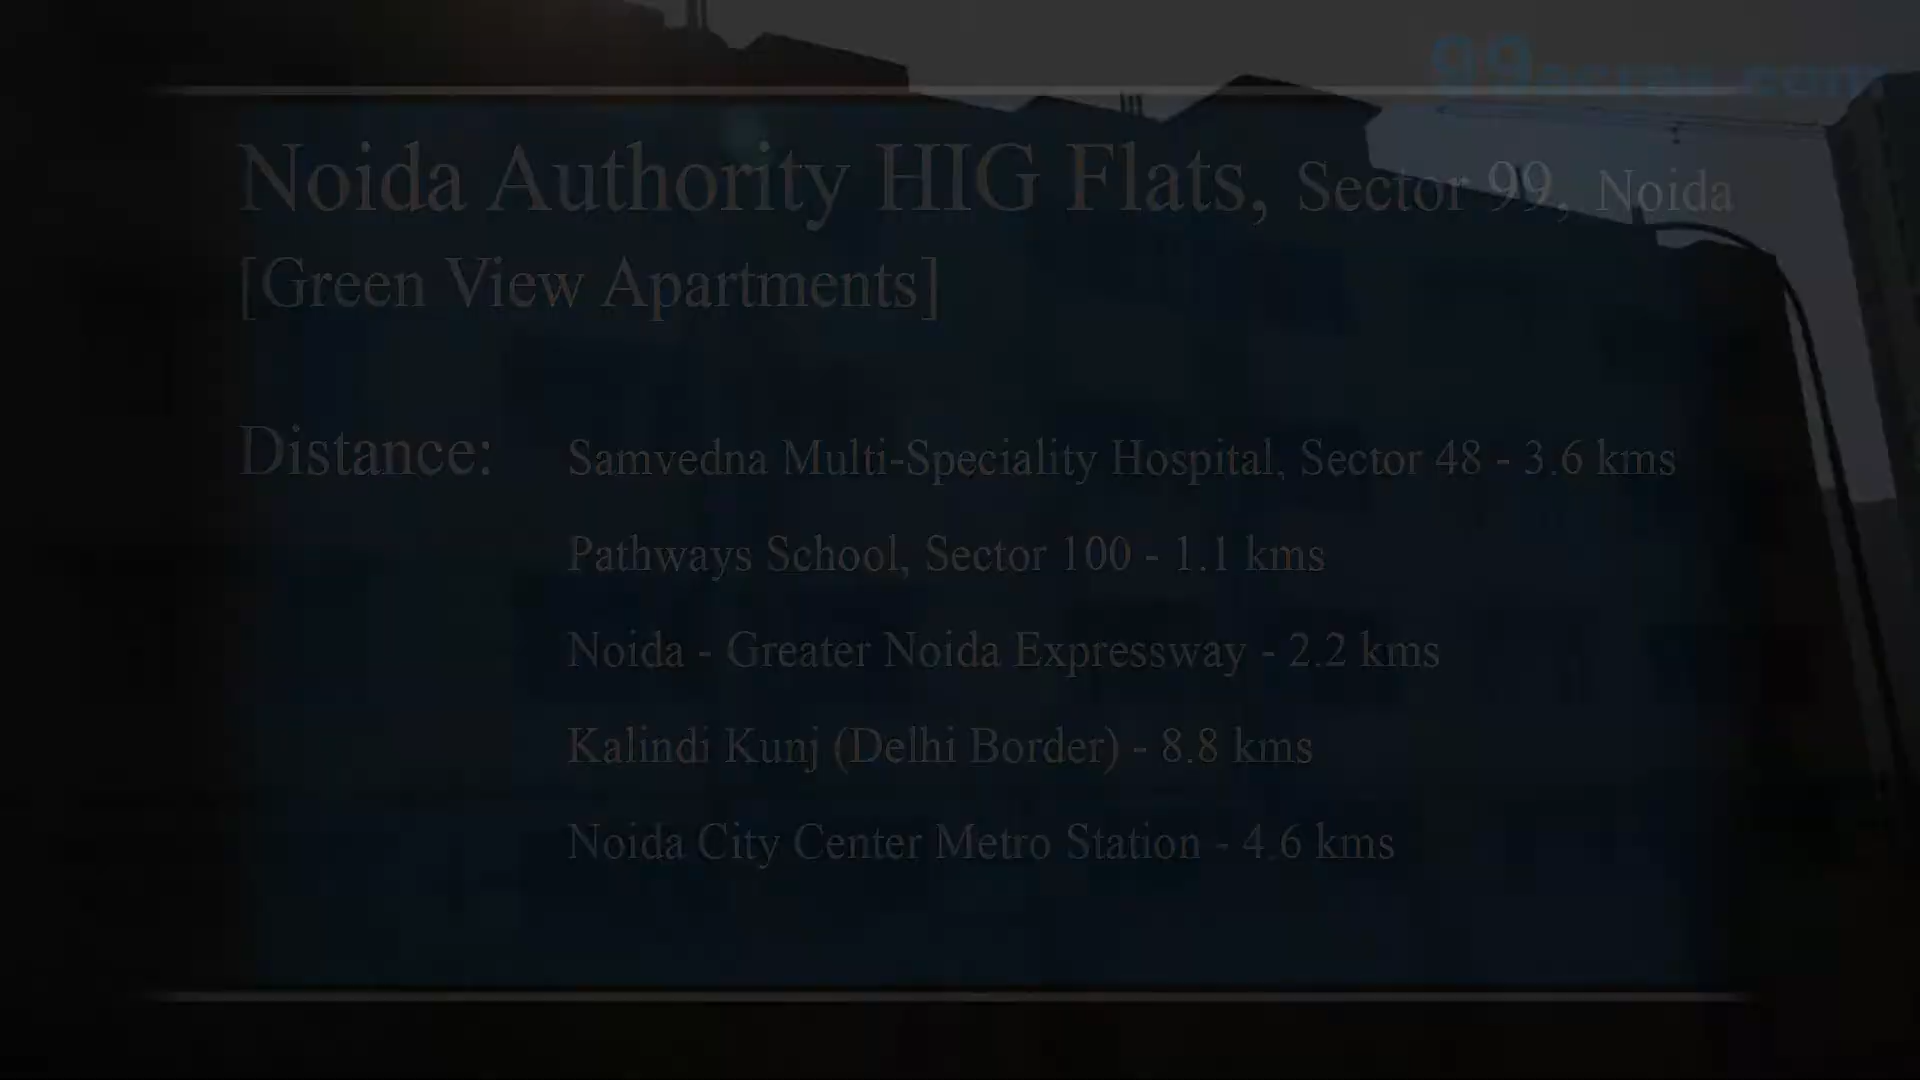 99acres.com
Noida Authority HIG Flats, Sector 99, Noida
[Green View Apartments]
Distance: Samvedna Multi-Speciality Hospital, Sector 48 - 3.6 kms
Pathways School, Sector 100 - 1.1 kms
Noida - Greater Noida Expressway - 2.2 kms
Kalindi Kunj (Delhi Border) - 8.8 kms
Noida City Center Metro Station - 4.6 kms